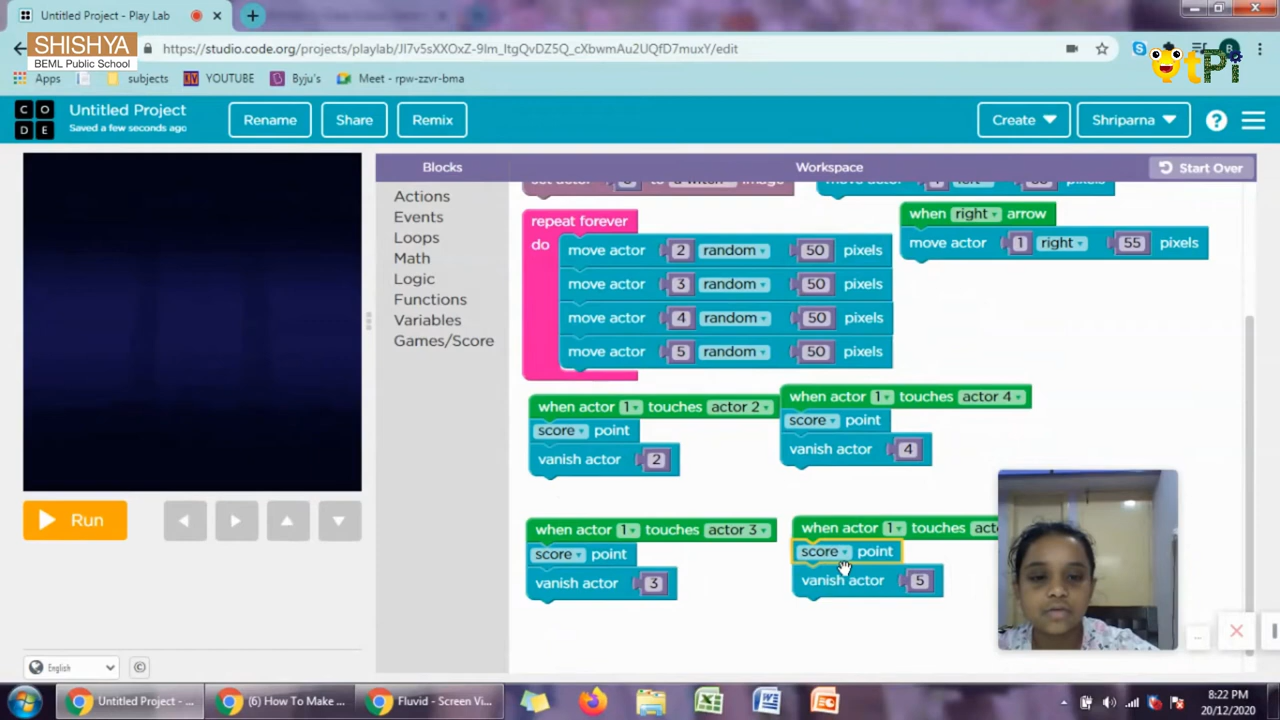 Untitled Project - Play Lab
SHISHYA
BEML Public School
https://studio.code.org/projects/playlab/JI7v5sXXOxZ-9Im_ItgQvDZ5Q_cXbwmAu2UQfD7muxY/edit
Apps subjects YOUTUBE Byju's Meet - rpw-zzvr-bma
OtPi
C O D E
Untitled Project
Saved a few seconds ago
Rename Share Remix Create Shriparna ?
Blocks Workspace Start Over
Actions
Events
Loops
Math
Logic
Functions
Variables
Games/Score
repeat forever
do
move actor 2 random 50 pixels
move actor 3 random 50 pixels
move actor 4 random 50 pixels
move actor 5 random 50 pixels
when right arrow
move actor 1 right 55 pixels
when actor 1 touches actor 2
score point
vanish actor 2
when actor 1 touches actor 4
score point
vanish actor 4
when actor 1 touches actor 3
score point
vanish actor 3
when actor 1 touches
score point
vanish actor 5
Run
English ©
Untitled Project - ... (6) How To Make ... Fluvid - Screen Vi...
8:22 PM
20/12/2020